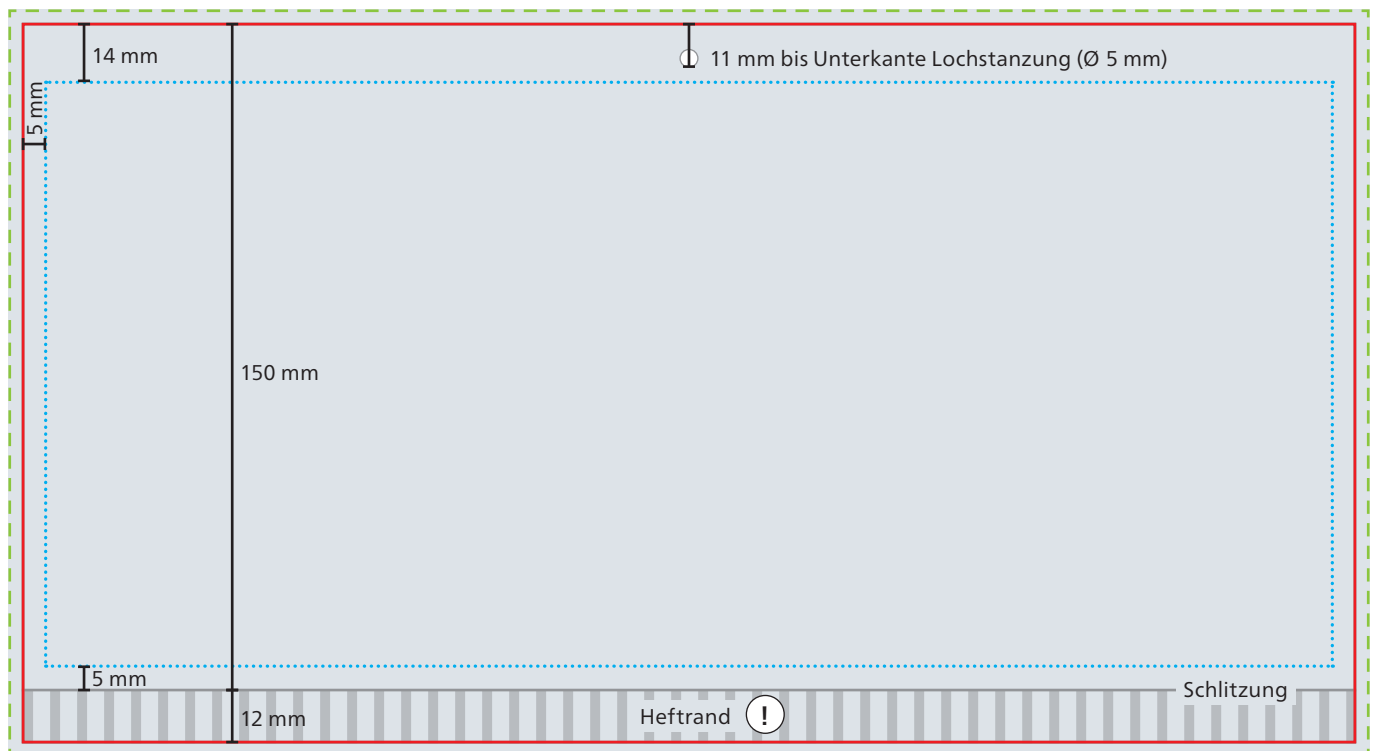 14 mm
11 mm bis Unterkante Lochstanzung (Ø 5 mm)
5 mm
150 mm
5 mm
Schlitzung
12 mm
Heftrand !